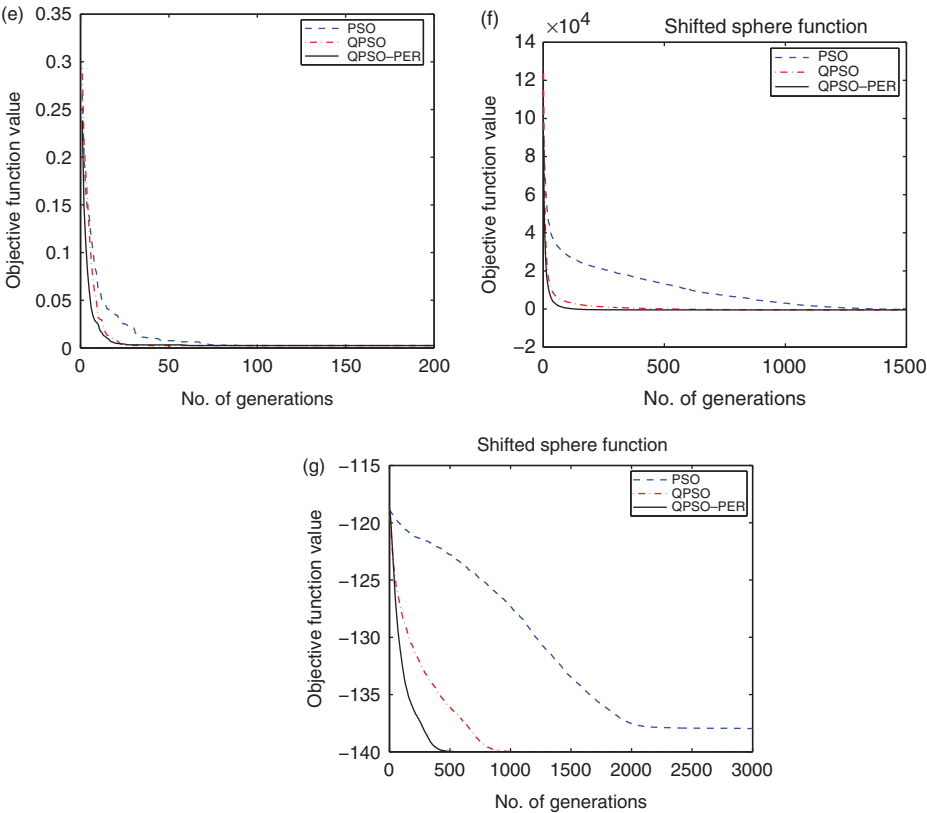 (e)
0.35
0.3
0.25
0.2
0.15
0.1
0.05
0
Objective function value
PSO
QPSO
QPSO–PER
0 50 100 150 200
No. of generations
(f)
×10⁴
Shifted sphere function
14
12
10
8
6
4
2
0
−2
Objective function value
PSO
QPSO
QPSO–PER
0 500 1000 1500
No. of generations
(g)
Shifted sphere function
−115
−120
−125
−130
−135
−140
Objective function value
PSO
QPSO
QPSO–PER
0 500 1000 1500 2000 2500 3000
No. of generations